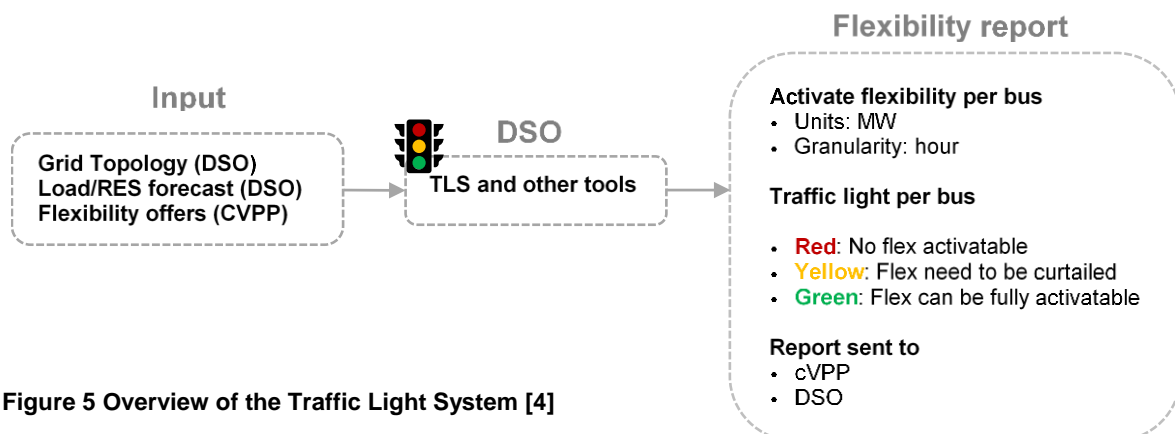 Input
Grid Topology (DSO)
Load/RES forecast (DSO)
Flexibility offers (CVPP)
DSO
TLS and other tools
Flexibility report
Activate flexibility per bus
• Units: MW
• Granularity: hour
Traffic light per bus
• Red: No flex activatable
• Yellow: Flex need to be curtailed
• Green: Flex can be fully activatable
Report sent to
• cVPP
• DSO
Figure 5 Overview of the Traffic Light System [4]